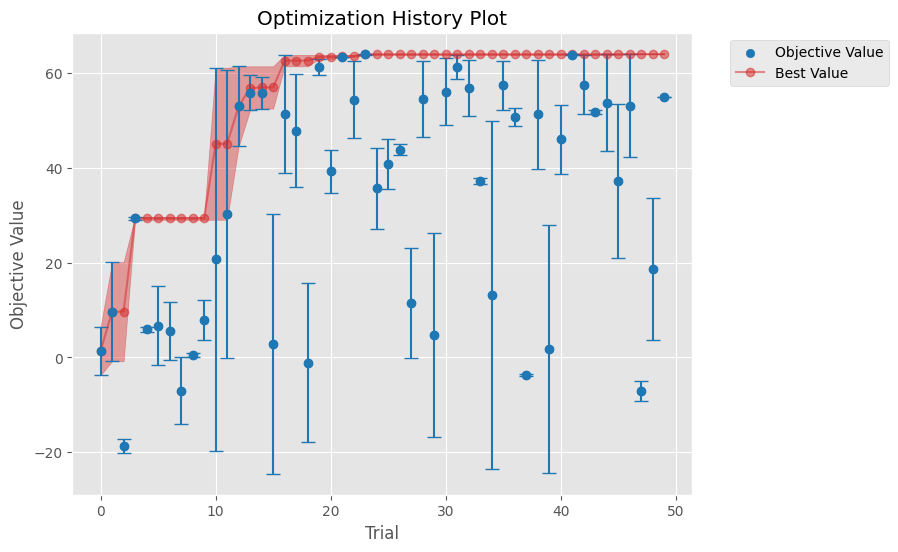 Optimization History Plot
Objective Value
Best Value
Objective Value
60
40
20
0
−20
0 10 20 30 40 50
Trial